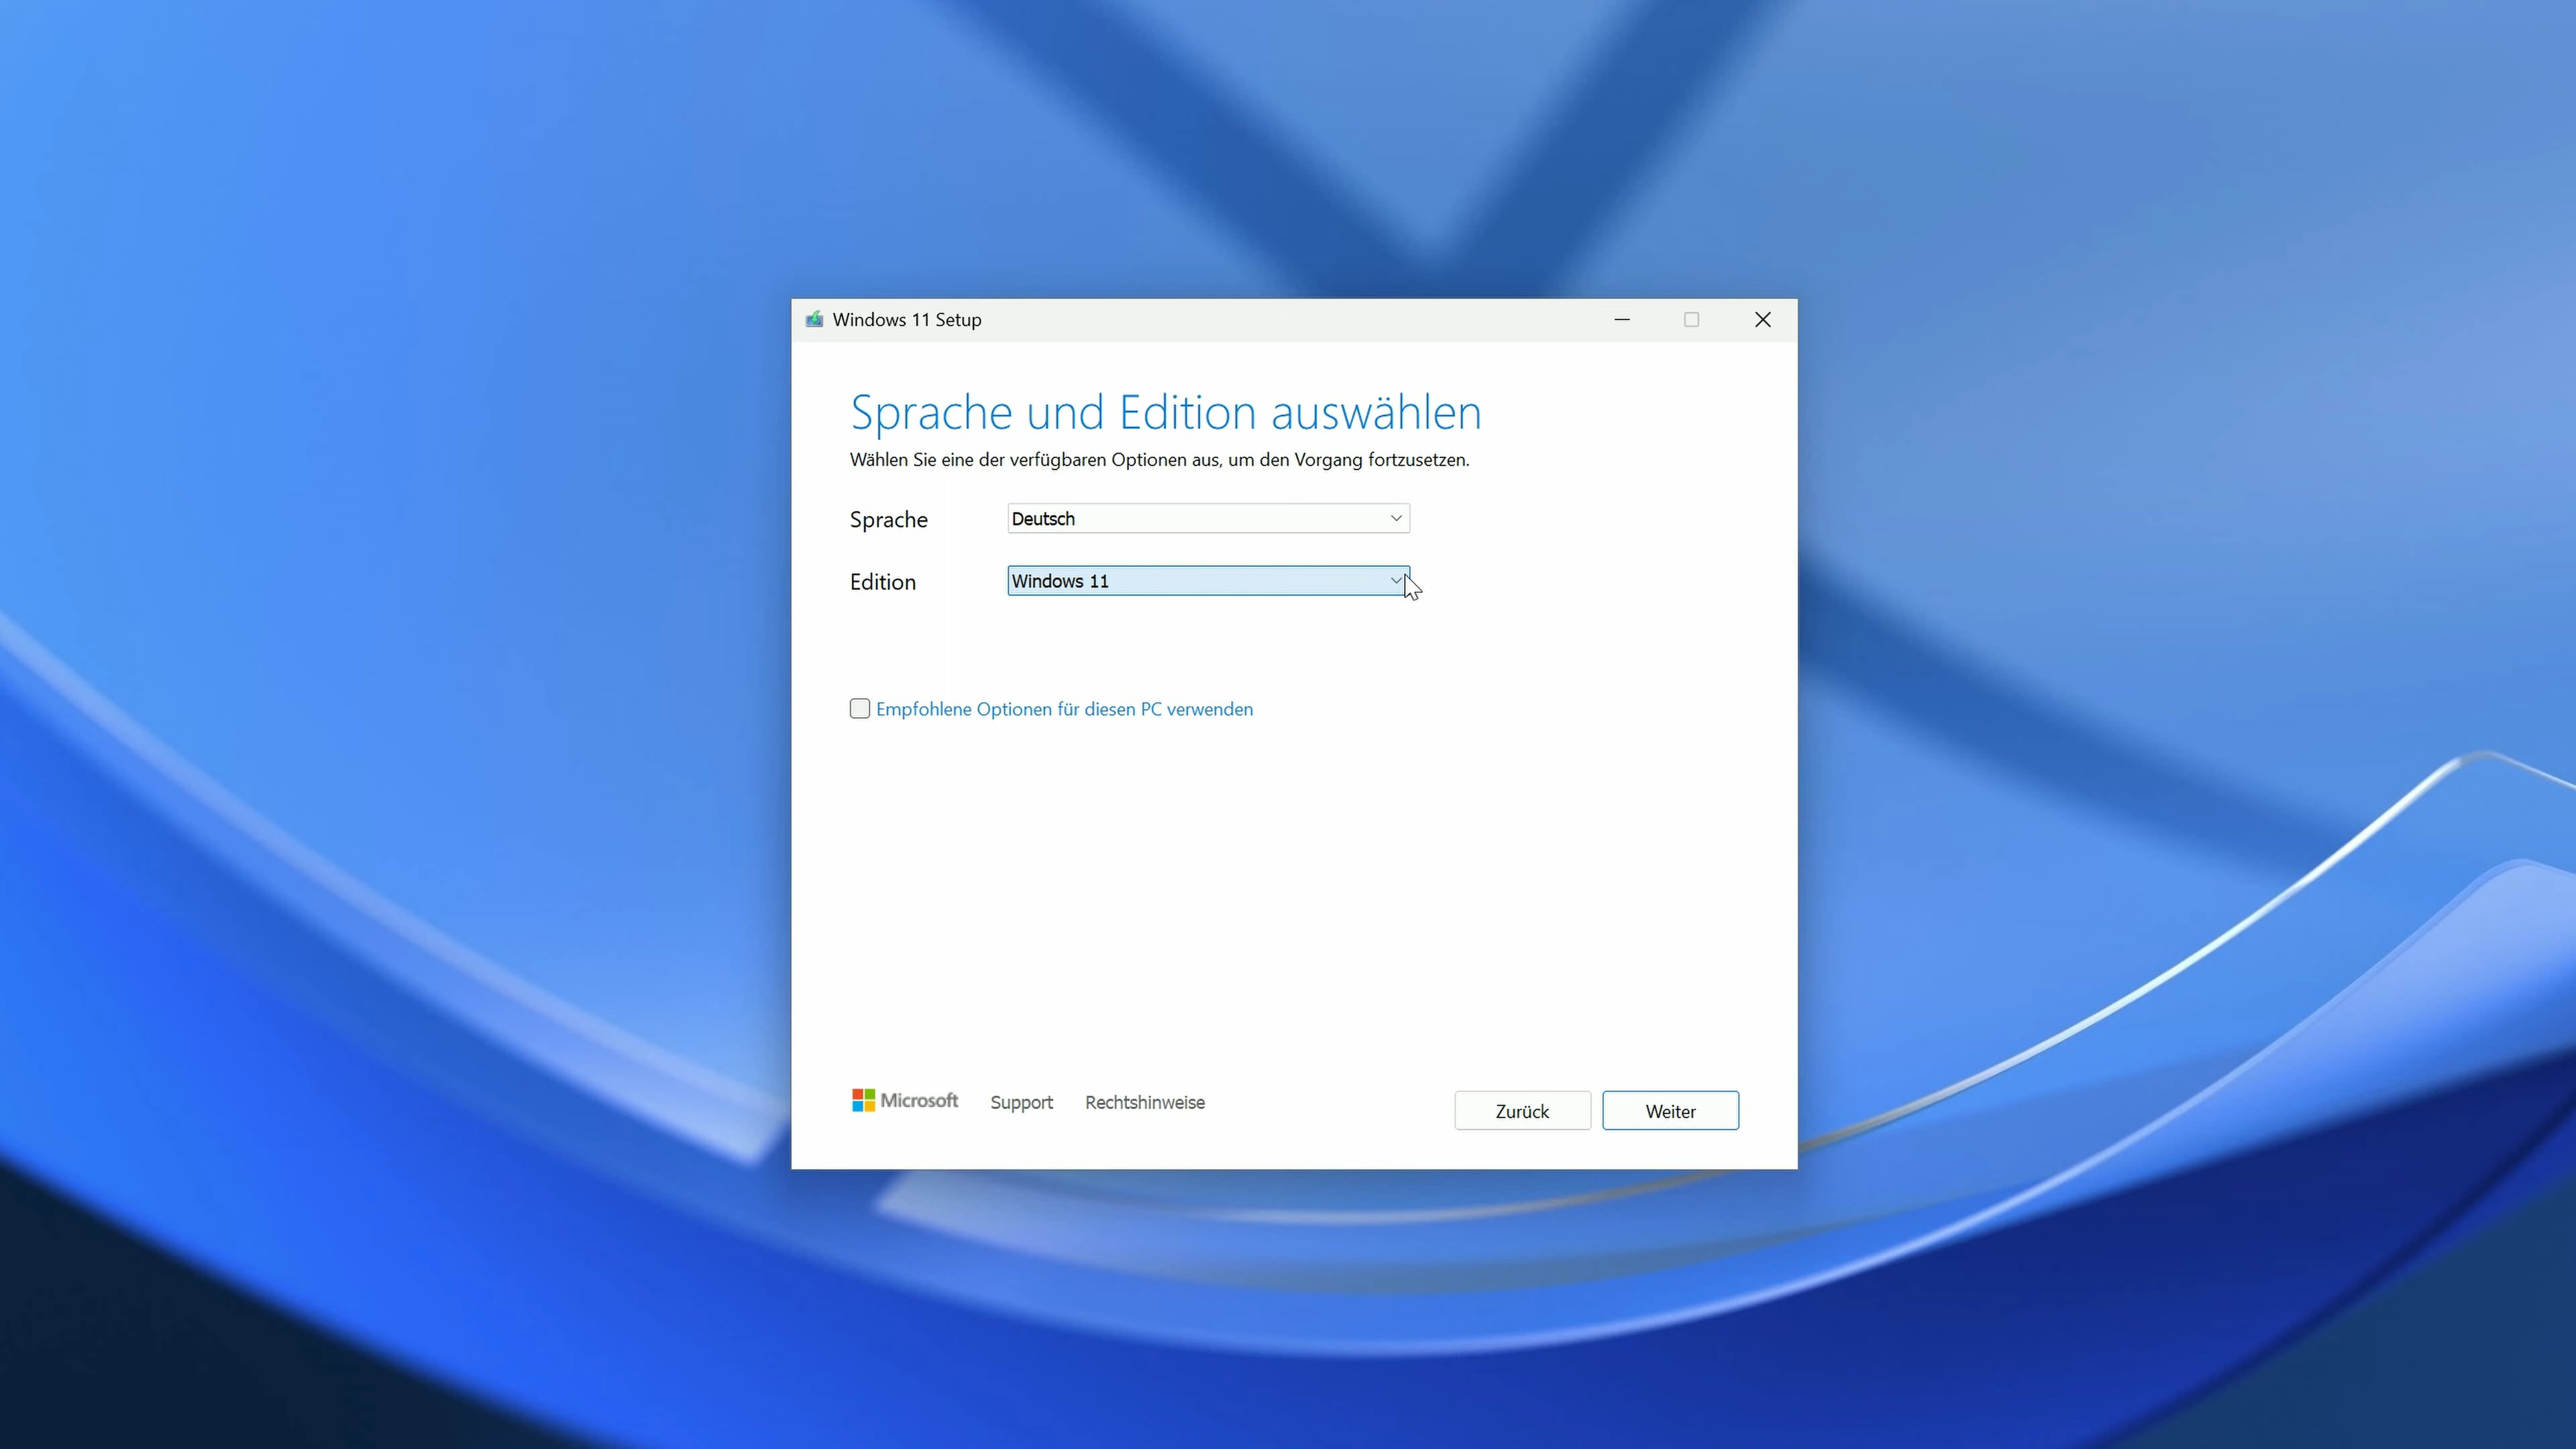 Windows 11 Setup
Sprache und Edition auswählen
Wählen Sie eine der verfügbaren Optionen aus, um den Vorgang fortzusetzen.
Sprache
Deutsch
Edition
Windows 11
Empfohlene Optionen für diesen PC verwenden
Microsoft
Support
Rechtshinweise
Zurück
Weiter